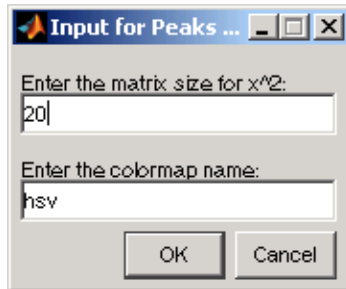 Input for Peaks ...
Enter the matrix size for x^2:
20
Enter the colormap name:
hsv
OK
Cancel